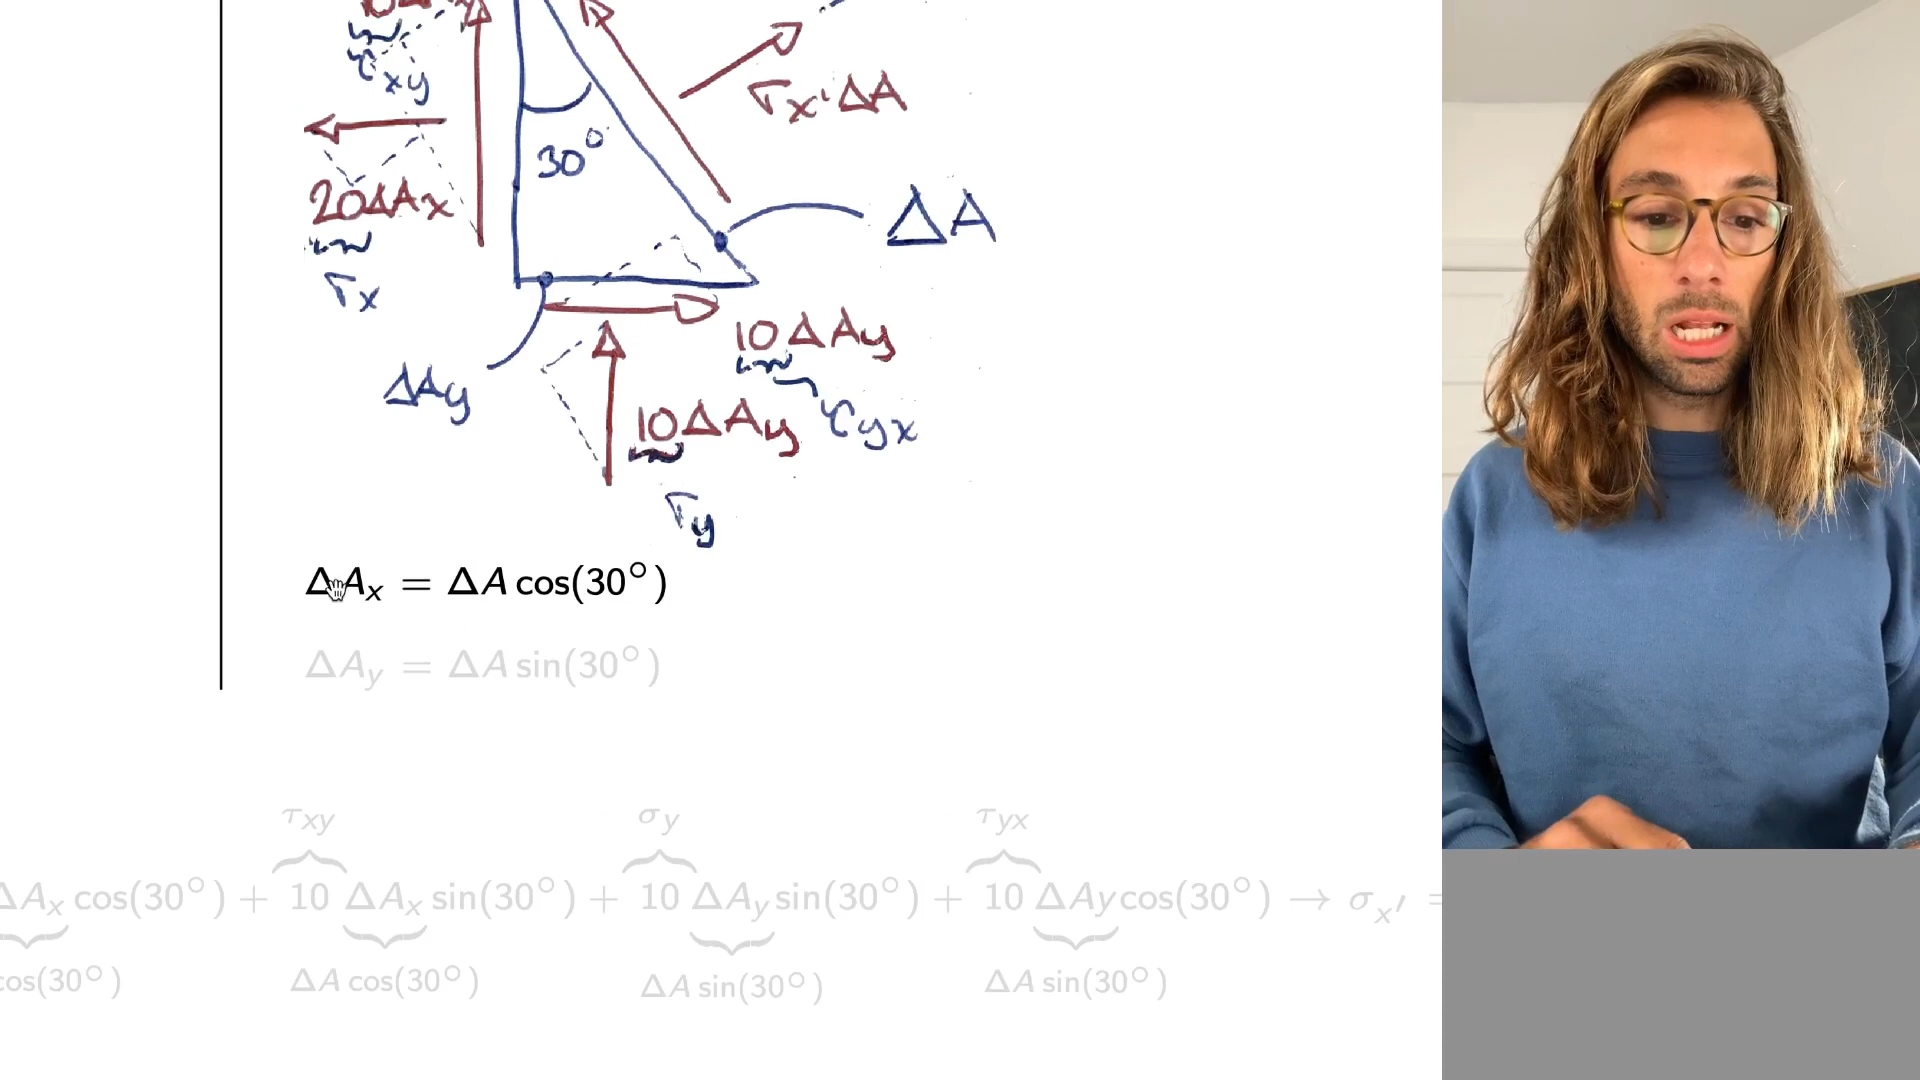 τxy
σx'ΔA
30°
20ΔAx
σx
ΔA
10ΔAy
ΔAy
10ΔAy
τyx
σy
ΔAx = ΔA cos(30°)
ΔAy = ΔA sin(30°)
τxy σy τyx
ΔAx cos(30°) + 10 ΔAx sin(30°) + 10 ΔAy sin(30°) + 10 ΔAy cos(30°) → σx′ =
cos(30°) ΔA cos(30°) ΔA sin(30°) ΔA sin(30°)